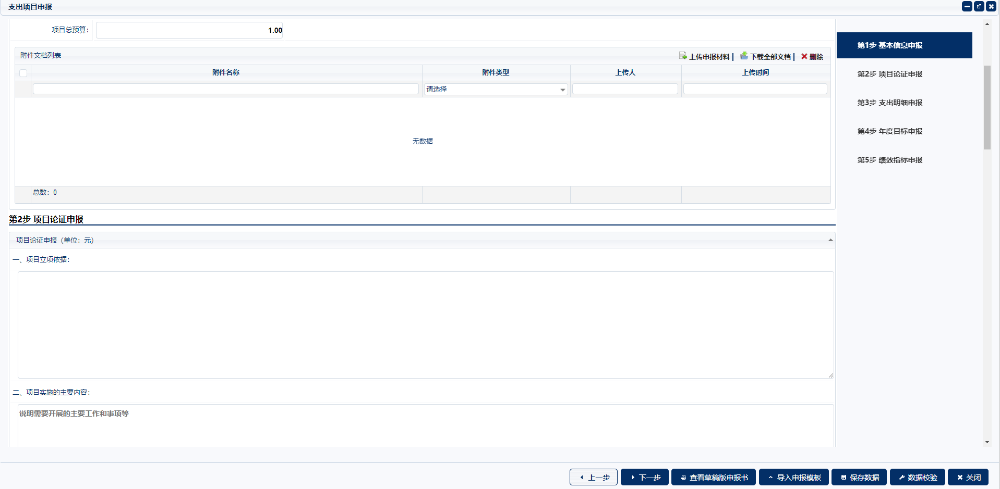 支出项目申报
项目总预算:
1.00
附件文档列表
上传申报材料 | 下载全部文档 | 删除
附件名称 附件类型 上传人 上传时间
请选择
无数据
总数：0
第2步 项目论证申报
项目论证申报（单位：元）
一、项目立项依据:
二、项目实施的主要内容:
说明需要开展的主要工作和事项等
第1步 基本信息申报
第2步 项目论证申报
第3步 支出明细申报
第4步 年度目标申报
第5步 绩效指标申报
上一步 下一步 查看草稿版申报书 导入申报模板 保存数据 数据校验 关闭